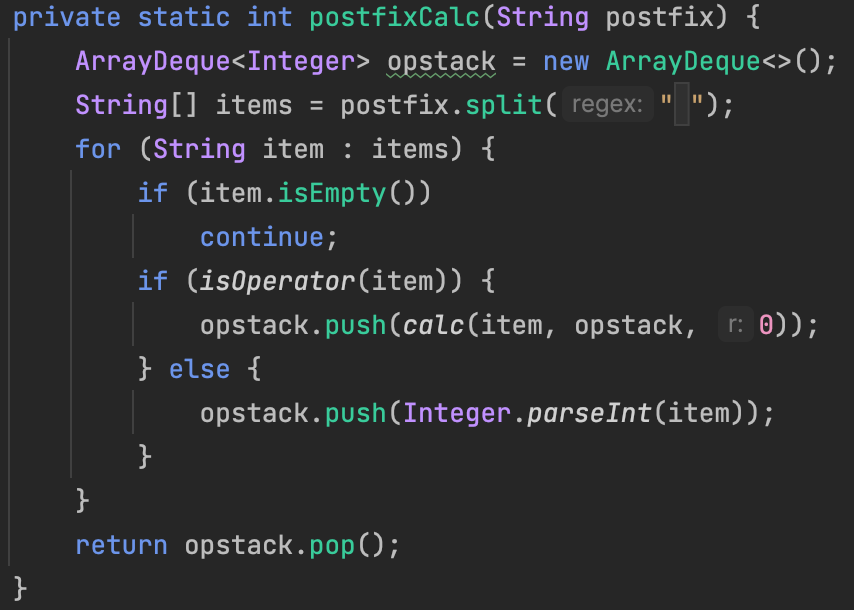 private static int postfixCalc(String postfix) {
    ArrayDeque<Integer> opstack = new ArrayDeque<>();
    String[] items = postfix.split( regex: " ");
    for (String item : items) {
        if (item.isEmpty())
            continue;
        if (isOperator(item)) {
            opstack.push(calc(item, opstack, r: 0));
        } else {
            opstack.push(Integer.parseInt(item));
        }
    }
    return opstack.pop();
}